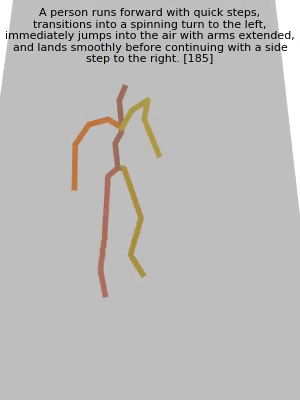 A person runs forward with quick steps,
transitions into a spinning turn to the left,
immediately jumps into the air with arms extended,
and lands smoothly before continuing with a side
step to the right. [185]